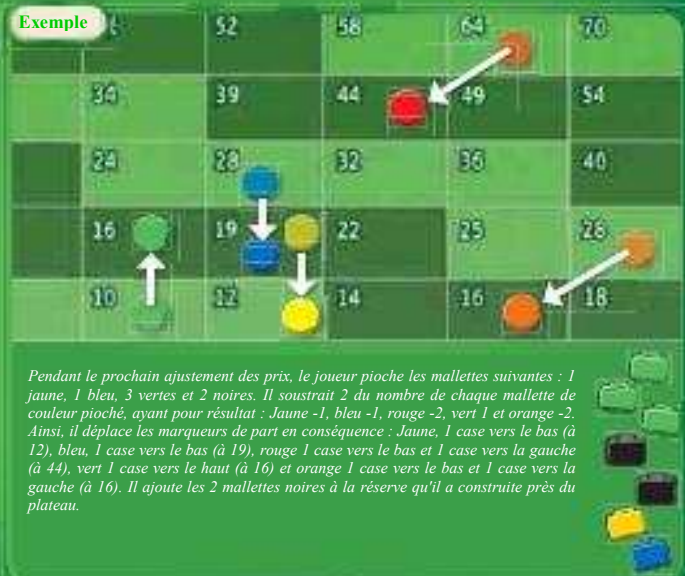 Exemple
52 58 64 70
34 39 44 49 54
24 28 32 36 40
16 19 22 25 28
10 12 14 16 18
Pendant le prochain ajustement des prix, le joueur pioche les mallettes suivantes : 1
jaune, 1 bleu, 3 vertes et 2 noires. Il soustrait 2 du nombre de chaque mallette de
couleur pioché, ayant pour résultat : Jaune -1, bleu -1, rouge -2, vert 1 et orange -2.
Ainsi, il déplace les marqueurs de part en conséquence : Jaune, 1 case vers le bas (à
12), bleu, 1 case vers le bas (à 19), rouge 1 case vers le bas et 1 case vers la gauche
(à 44), vert 1 case vers le haut (à 16) et orange 1 case vers le bas et 1 case vers la
gauche (à 16). Il ajoute les 2 mallettes noires à la réserve qu'il a construite près du
plateau.